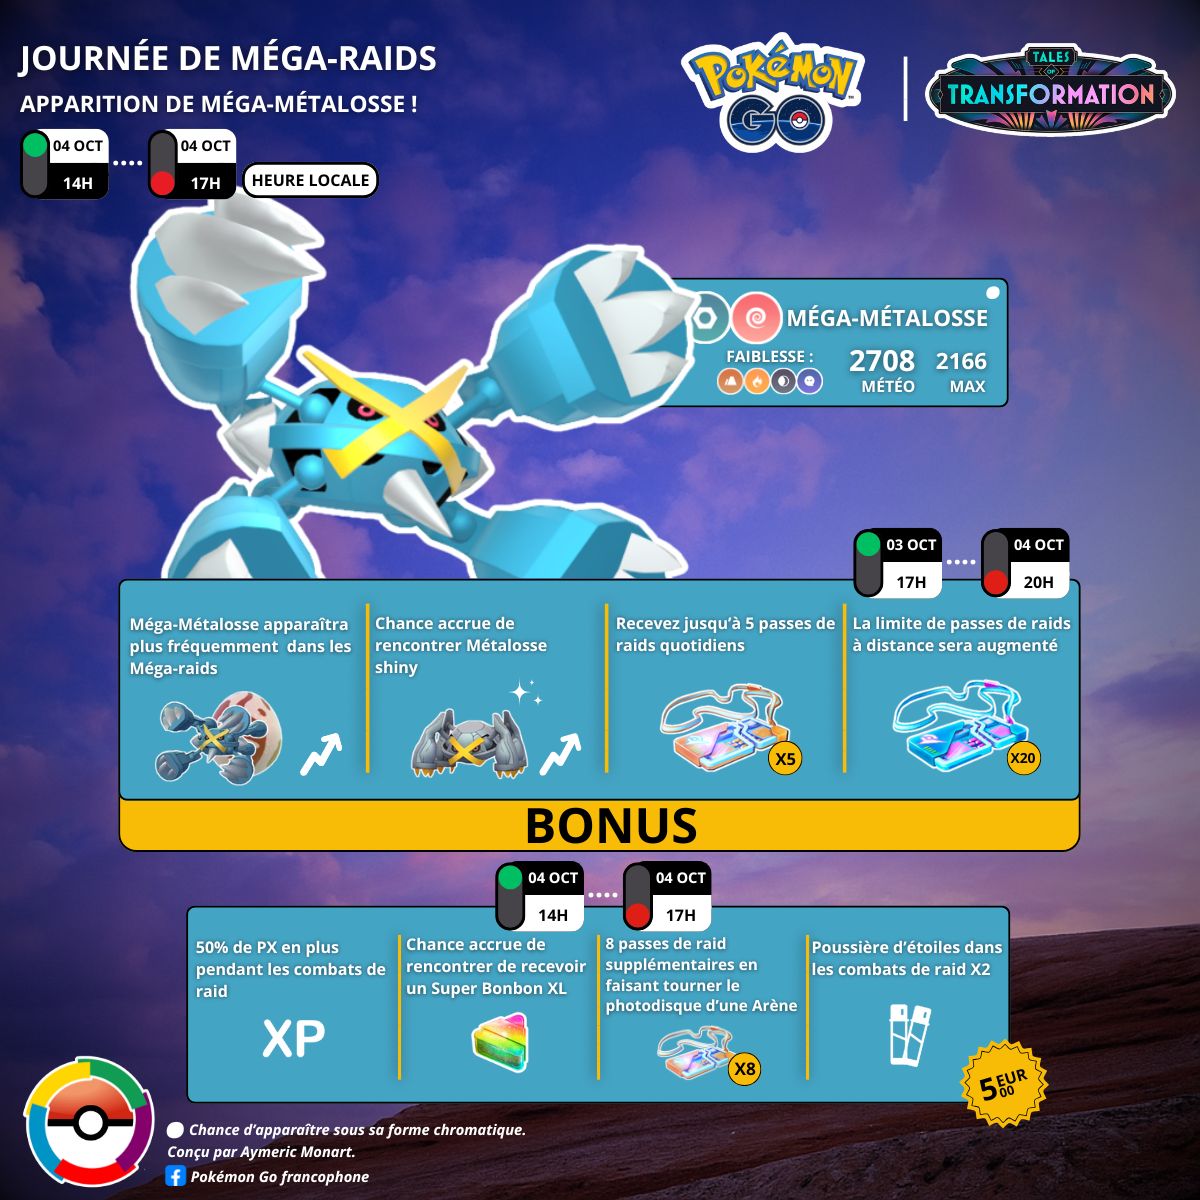 JOURNÉE DE MÉGA-RAIDS
APPARITION DE MÉGA-MÉTALOSSE !
04 OCT
14H
04 OCT
17H
HEURE LOCALE
POKÉMON
GO
TALES
OF
TRANSFORMATION
MÉGA-MÉTALOSSE
FAIBLESSE :
2708
MÉTÉO
2166
MAX
03 OCT
17H
04 OCT
20H
Méga-Métalosse apparaîtra
plus fréquemment dans les
Méga-raids
Chance accrue de
rencontrer Métalosse
shiny
Recevez jusqu'à 5 passes de
raids quotidiens
X5
La limite de passes de raids
à distance sera augmenté
X20
BONUS
04 OCT
14H
04 OCT
17H
50% de PX en plus
pendant les combats de
raid
XP
Chance accrue de
rencontrer de recevoir
un Super Bonbon XL
8 passes de raid
supplémentaires en
faisant tourner le
photodisque d'une Arène
X8
Poussière d'étoiles dans
les combats de raid X2
5 EUR
00
Chance d'apparaître sous sa forme chromatique.
Conçu par Aymeric Monart.
Pokémon Go francophone